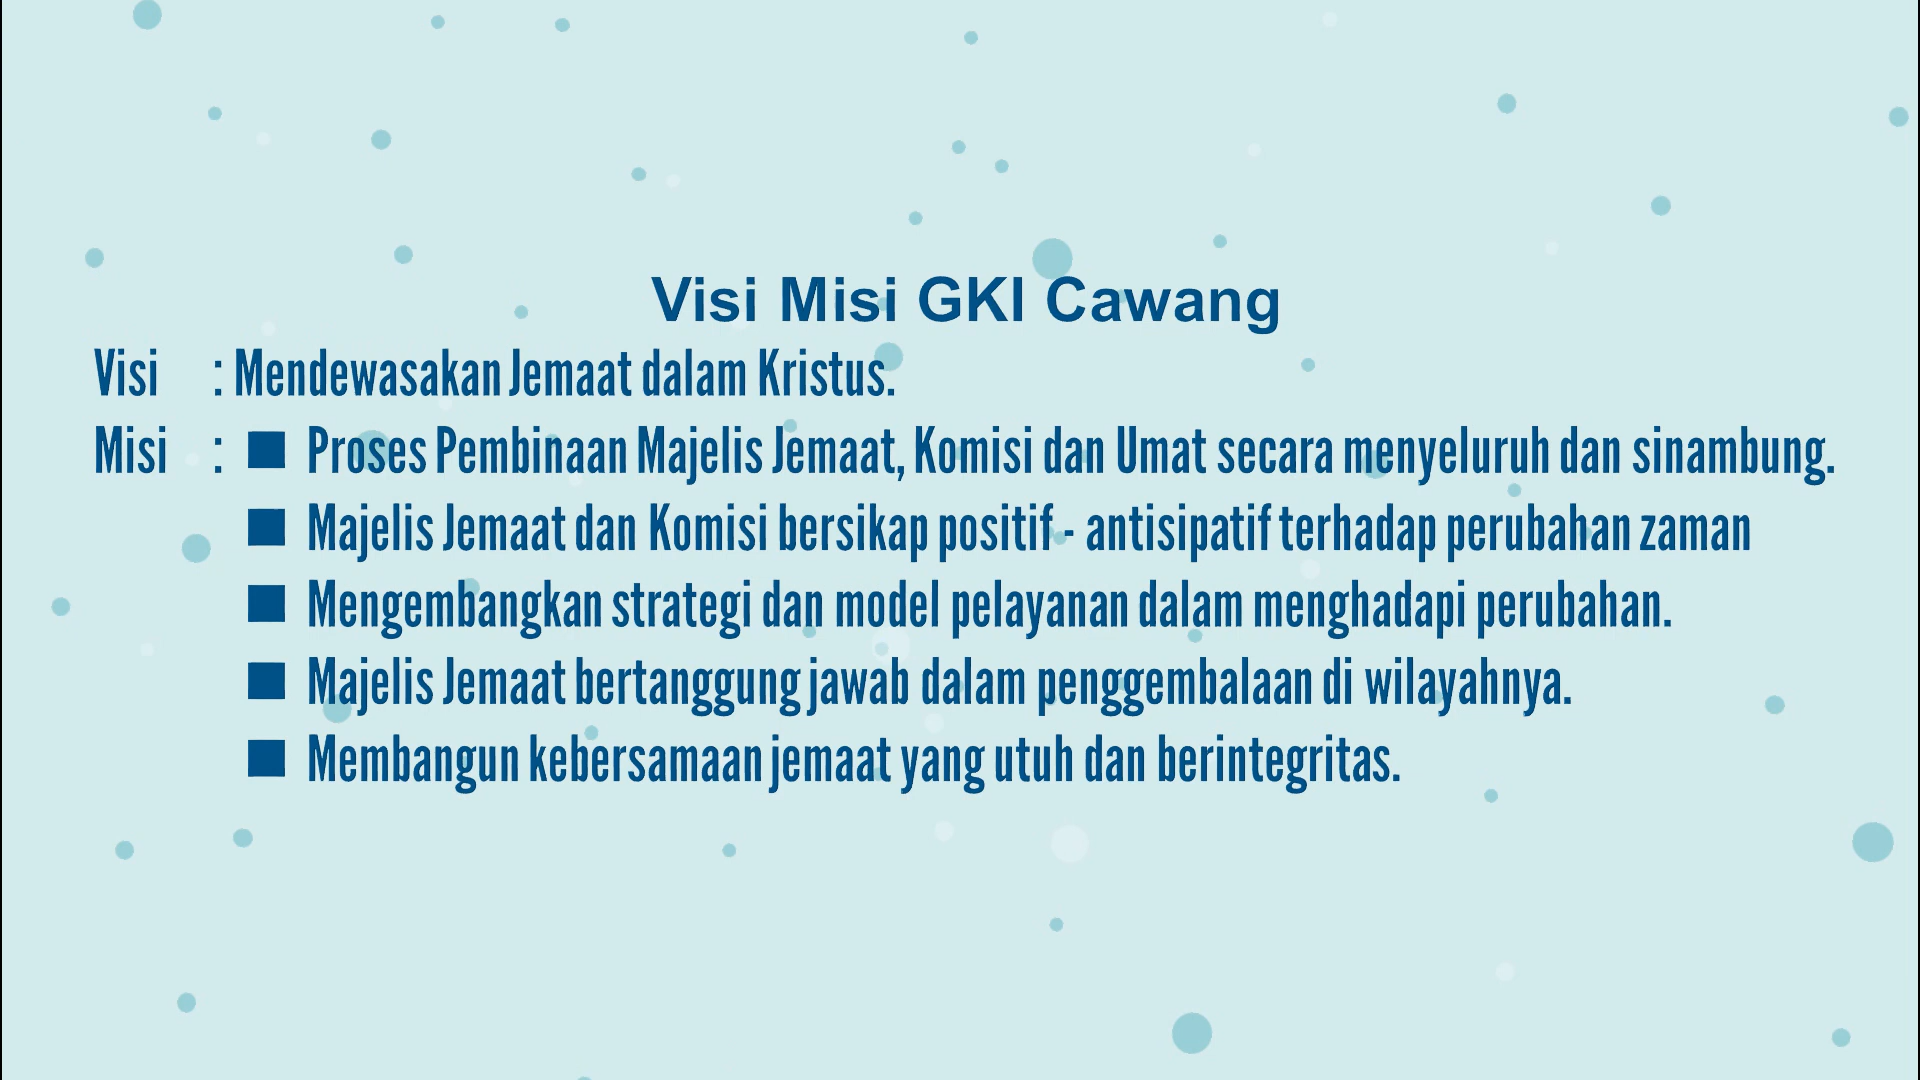 Visi Misi GKI Cawang
Visi : Mendewasakan Jemaat dalam Kristus.
Misi : ■ Proses Pembinaan Majelis Jemaat, Komisi dan Umat secara menyeluruh dan sinambung.
■ Majelis Jemaat dan Komisi bersikap positif - antisipatif terhadap perubahan zaman
■ Mengembangkan strategi dan model pelayanan dalam menghadapi perubahan.
■ Majelis Jemaat bertanggung jawab dalam penggembalaan di wilayahnya.
■ Membangun kebersamaan jemaat yang utuh dan berintegritas.